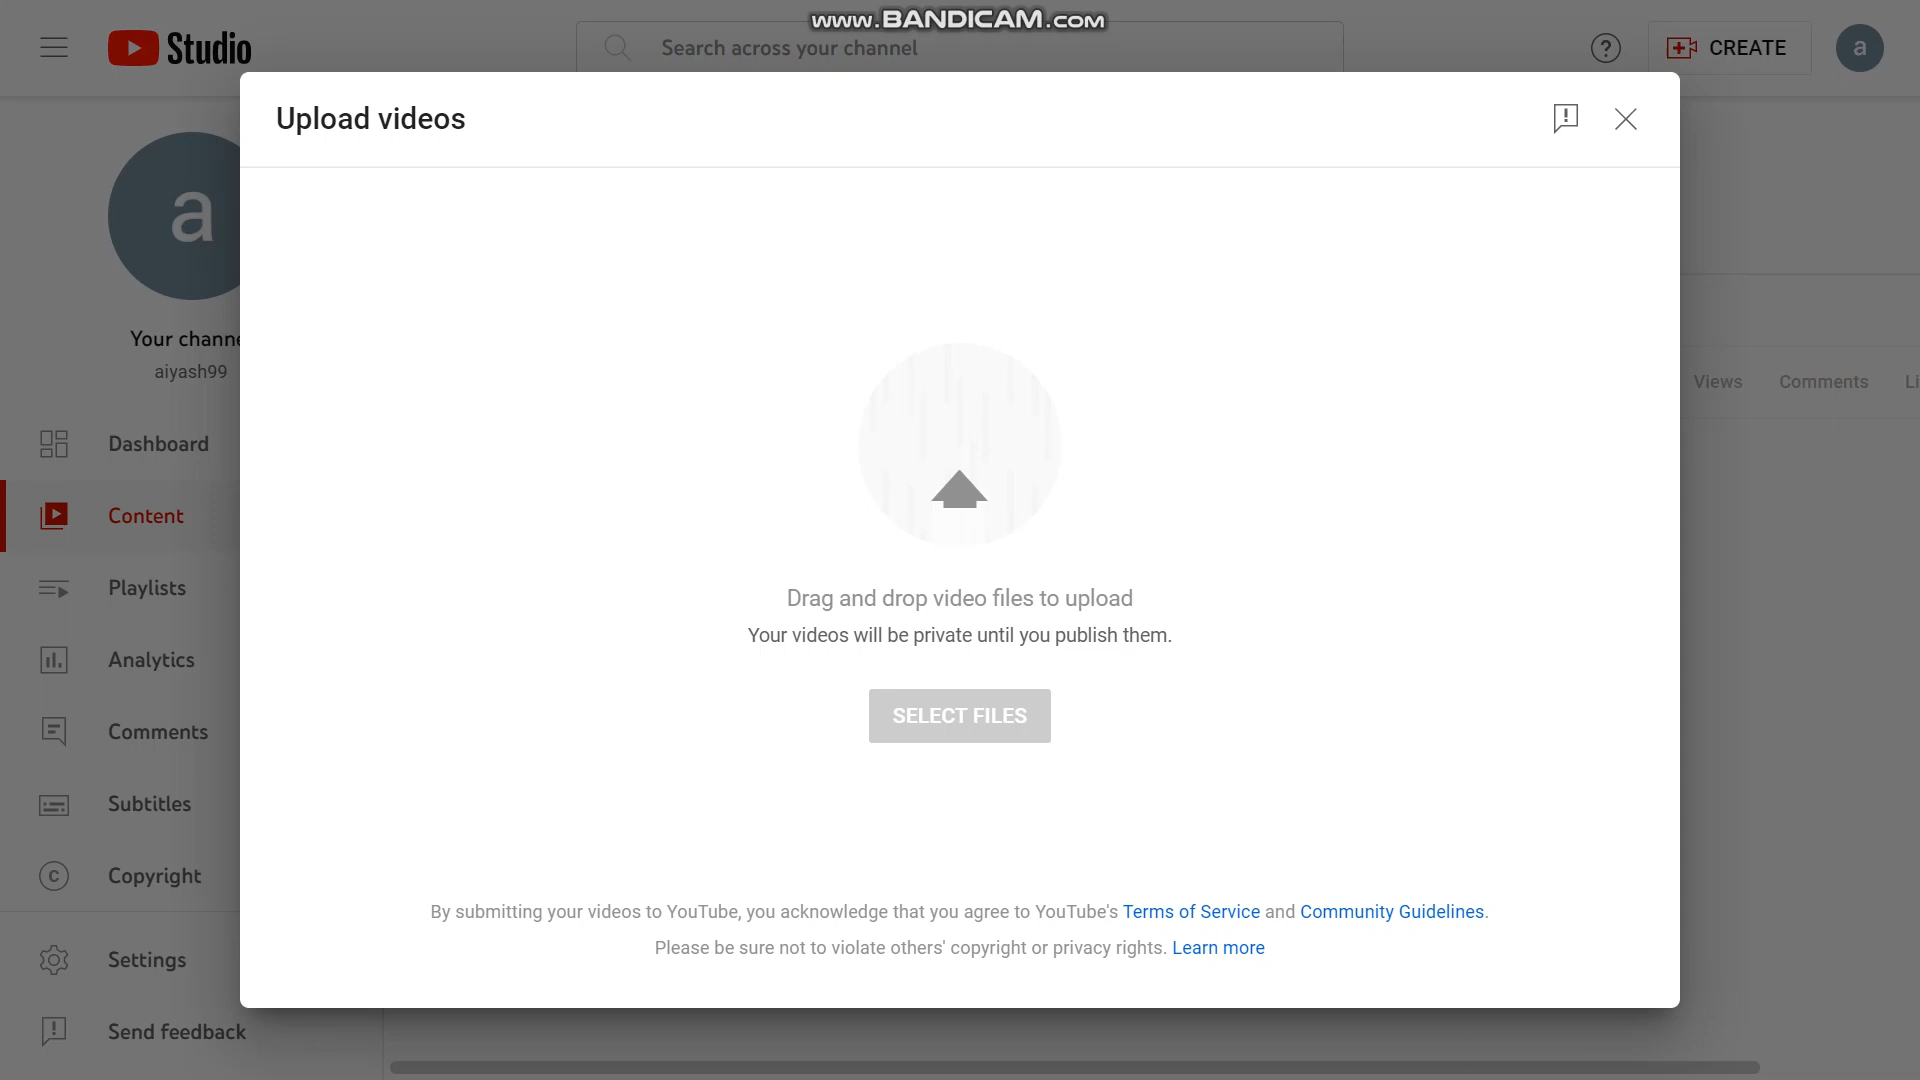 www.BANDICAM.com
Studio
Search across your channel
?
CREATE
a
Upload videos
a
Your channe
aiyash99
Views
Comments
Li
Dashboard
Content
Playlists
Analytics
Comments
Subtitles
Copyright
Settings
Send feedback
Drag and drop video files to upload
Your videos will be private until you publish them.
SELECT FILES
By submitting your videos to YouTube, you acknowledge that you agree to YouTube's Terms of Service and Community Guidelines.
Please be sure not to violate others' copyright or privacy rights. Learn more